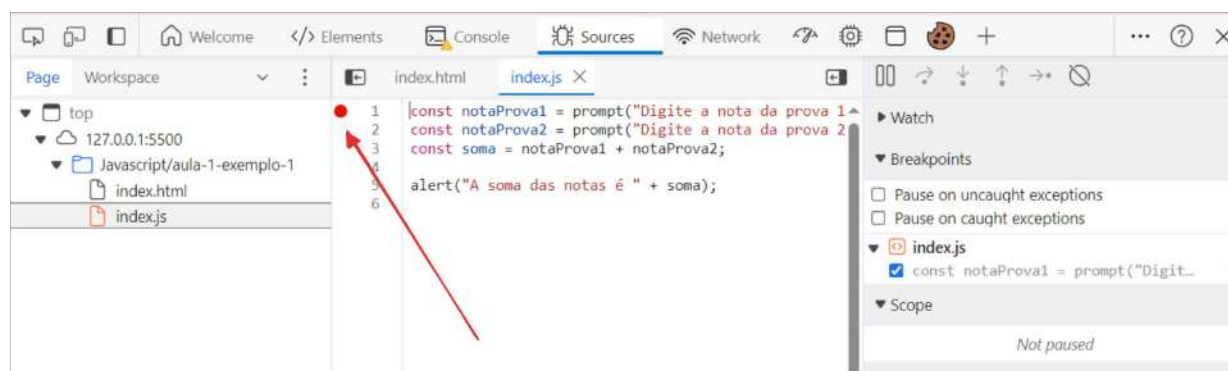 Welcome </> Elements Console Sources Network
Page Workspace
top
127.0.0.1:5500
Javascript/aula-1-exemplo-1
index.html
index.js
index.html index.js
1 const notaProva1 = prompt("Digite a nota da prova 1
2 const notaProva2 = prompt("Digite a nota da prova 2
3 const soma = notaProva1 + notaProva2;
4
5 alert("A soma das notas é " + soma);
6
Watch
Breakpoints
Pause on uncaught exceptions
Pause on caught exceptions
index.js
const notaProva1 = prompt("Digit…
Scope
Not paused